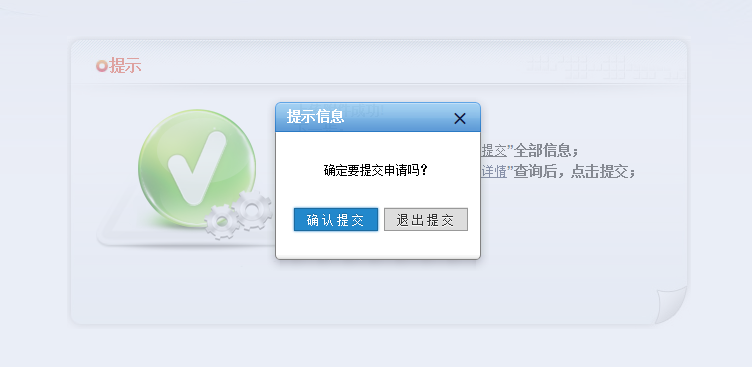 提示
提示信息
提交”全部信息；
确定要提交申请吗？
详情”查询后，点击提交；
确认提交
退出提交